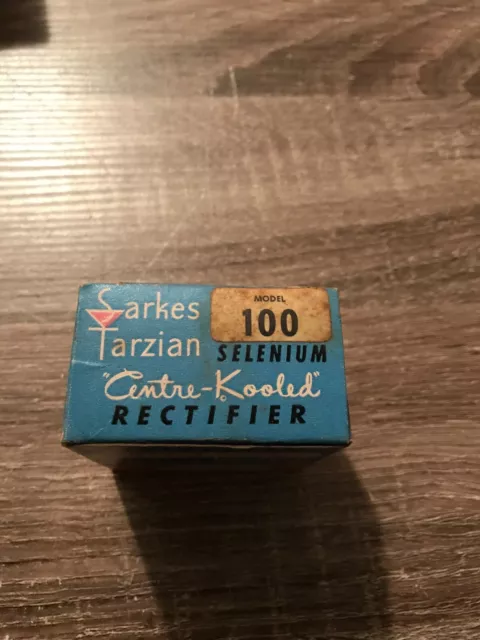 Sarkes
Tarzian
MODEL
100
SELENIUM
"Centre-Kooled"
RECTIFIER